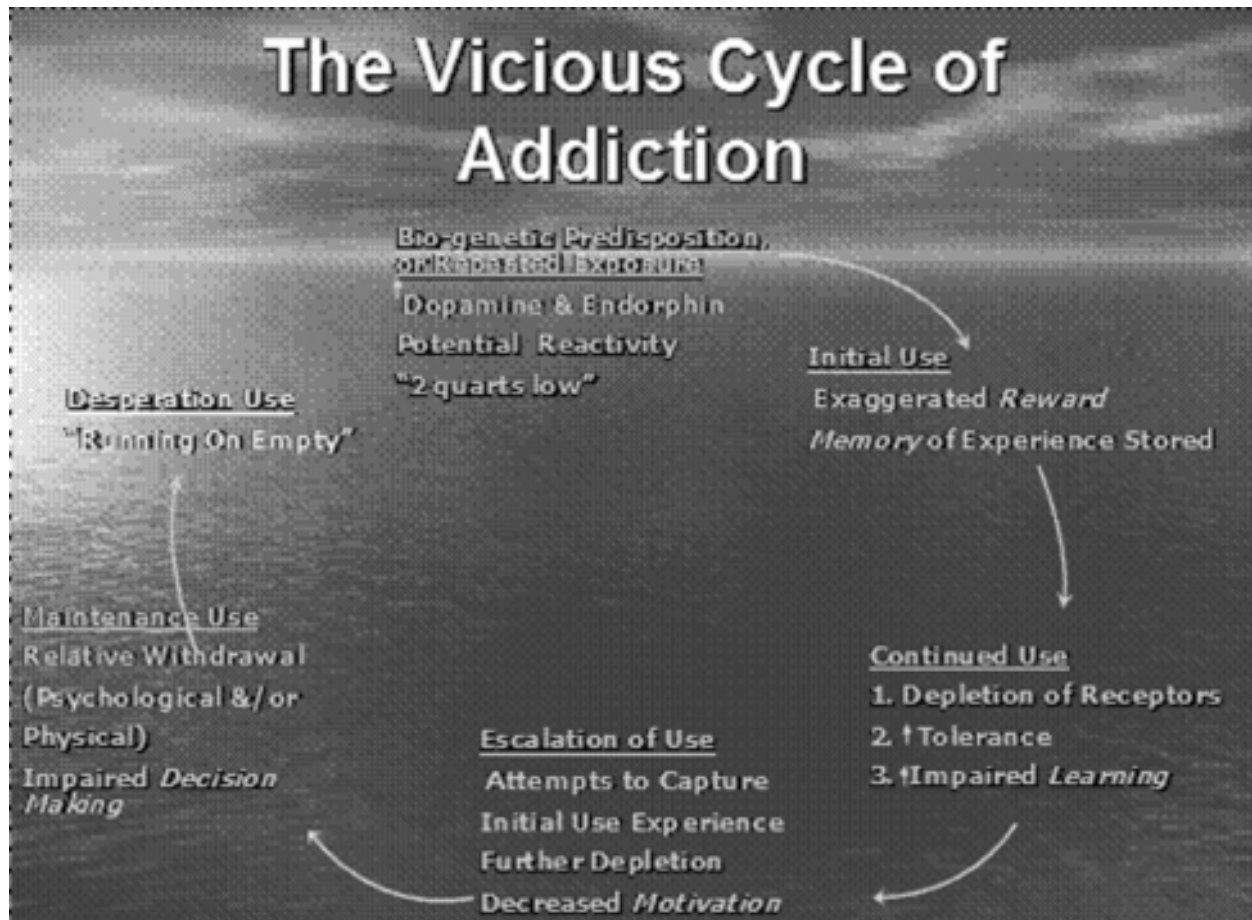 The Vicious Cycle of
Addiction
Bio-genetic Predisposition,
or Repeated Exposure
↑Dopamine & Endorphin
Potential Reactivity
“2 quarts low”
Initial Use
Exaggerated Reward
Memory of Experience Stored
Continued Use
1. Depletion of Receptors
2. ↑Tolerance
3. ↑Impaired Learning
Escalation of Use
Attempts to Capture
Initial Use Experience
Further Depletion
Decreased Motivation
Maintenance Use
Relative Withdrawal
(Psychological &/or
Physical)
Impaired Decision
Making
Desperation Use
“Running On Empty”